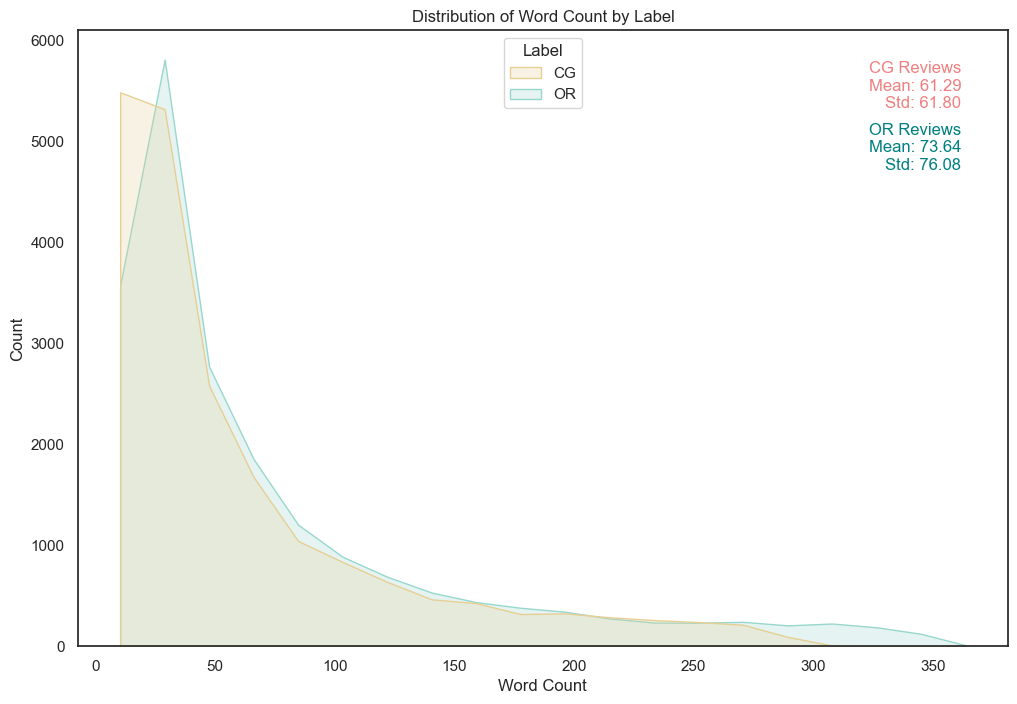 Distribution of Word Count by Label
6000
5000
4000
3000
2000
1000
0
Count
Label
CG
OR
CG Reviews
Mean: 61.29
Std: 61.80
OR Reviews
Mean: 73.64
Std: 76.08
0 50 100 150 200 250 300 350
Word Count